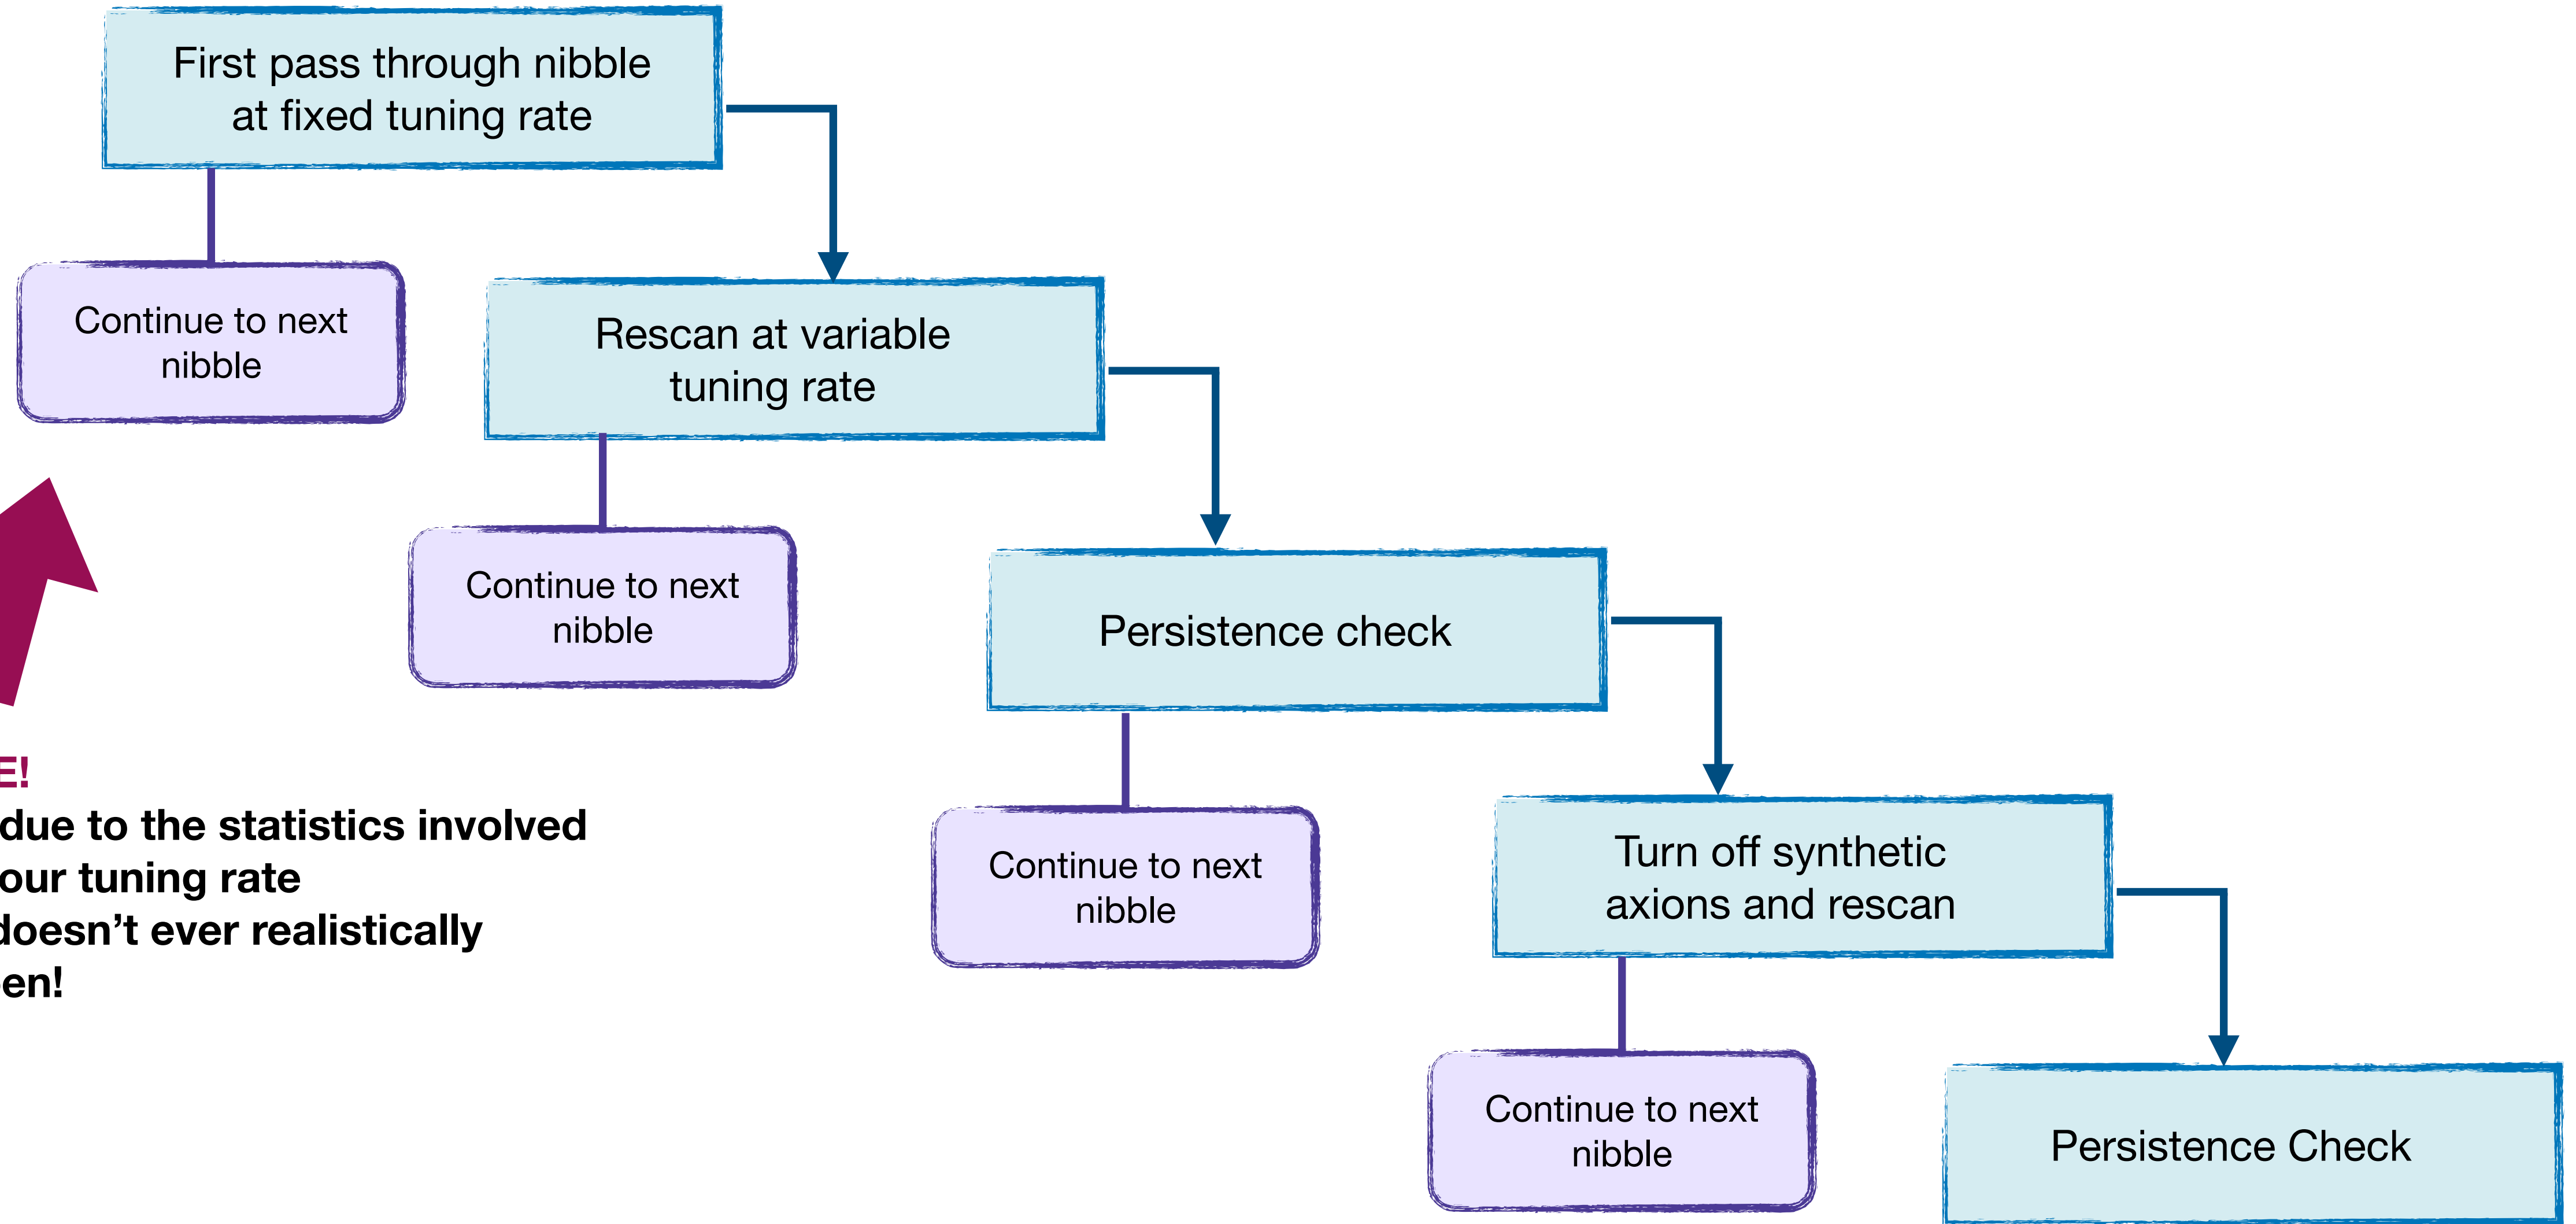 First pass through nibble
at fixed tuning rate
Continue to next
nibble
Rescan at variable
tuning rate
Continue to next
nibble
Persistence check
E!
due to the statistics involved
our tuning rate
doesn’t ever realistically
en!
Continue to next
nibble
Turn off synthetic
axions and rescan
Continue to next
nibble
Persistence Check